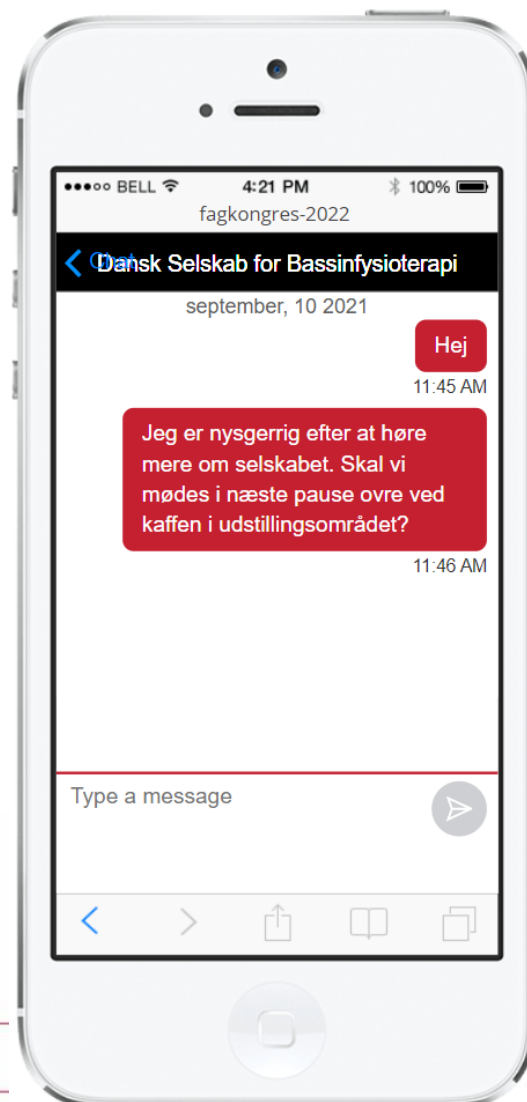 BELL 4:21 PM 100%
fagkongres-2022
Chat Dansk Selskab for Bassinfysioterapi
september, 10 2021
Hej
11:45 AM
Jeg er nysgerrig efter at høre
mere om selskabet. Skal vi
mødes i næste pause ovre ved
kaffen i udstillingsområdet?
11:46 AM
Type a message